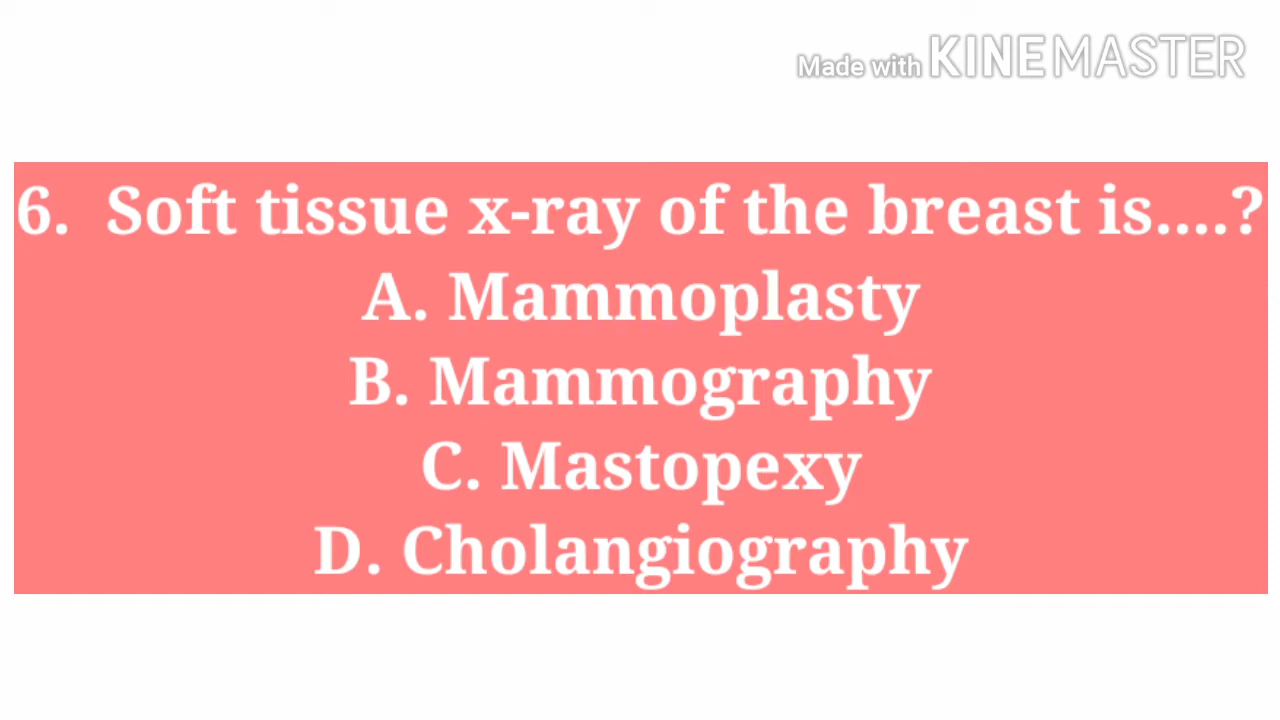 Made with KINEMASTER
6. Soft tissue x-ray of the breast is....?
A. Mammoplasty
B. Mammography
C. Mastopexy
D. Cholangiography